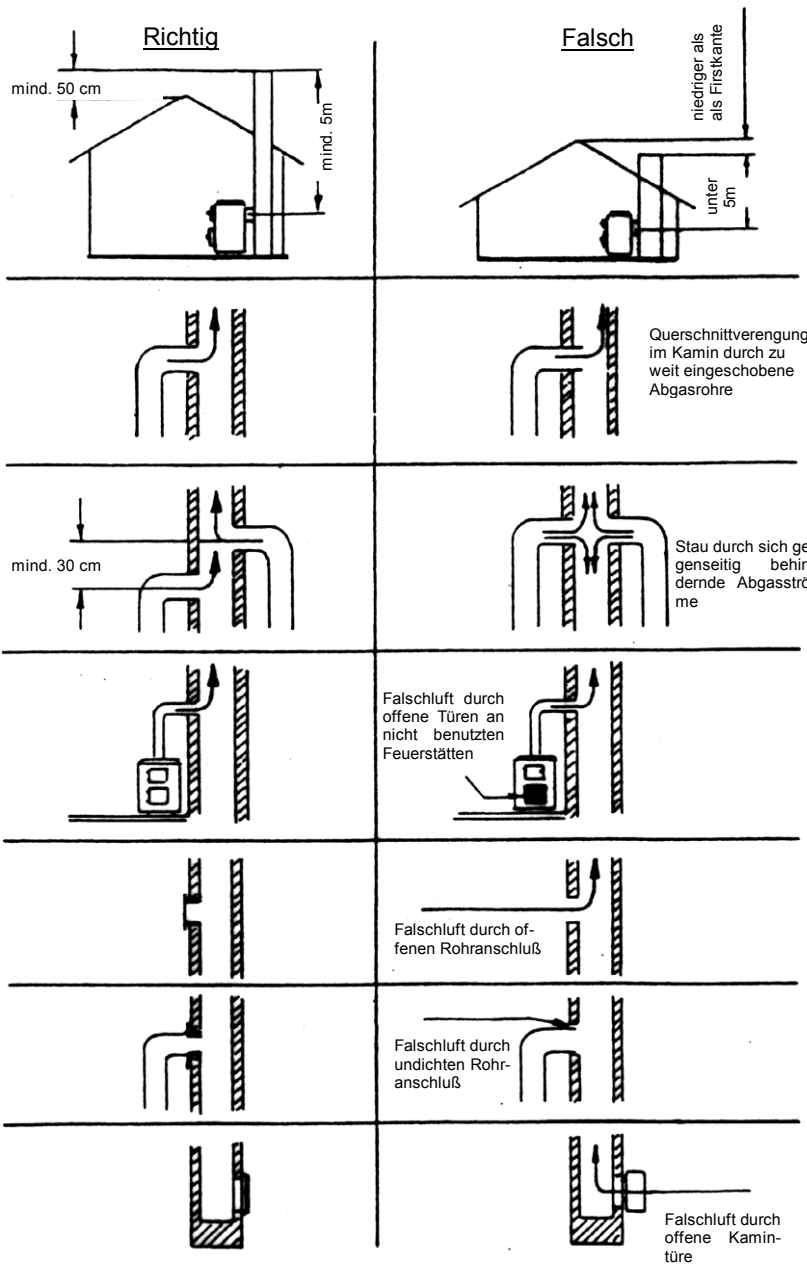 Richtig
Falsch
mind. 50 cm
mind. 5m
niedriger als
als Firstkante
unter
5m
Querschnittverengung
im Kamin durch zu
weit eingeschobene
Abgasrohre
mind. 30 cm
Stau durch sich ge
genseitig behin
dernde Abgasströ
me
Falschluft durch
offene Türen an
nicht benutzten
Feuerstätten
Falschluft durch of-
fenen Rohranschluß
Falschluft durch
undichten Rohr-
anschluß
Falschluft durch
offene Kamin-
türe